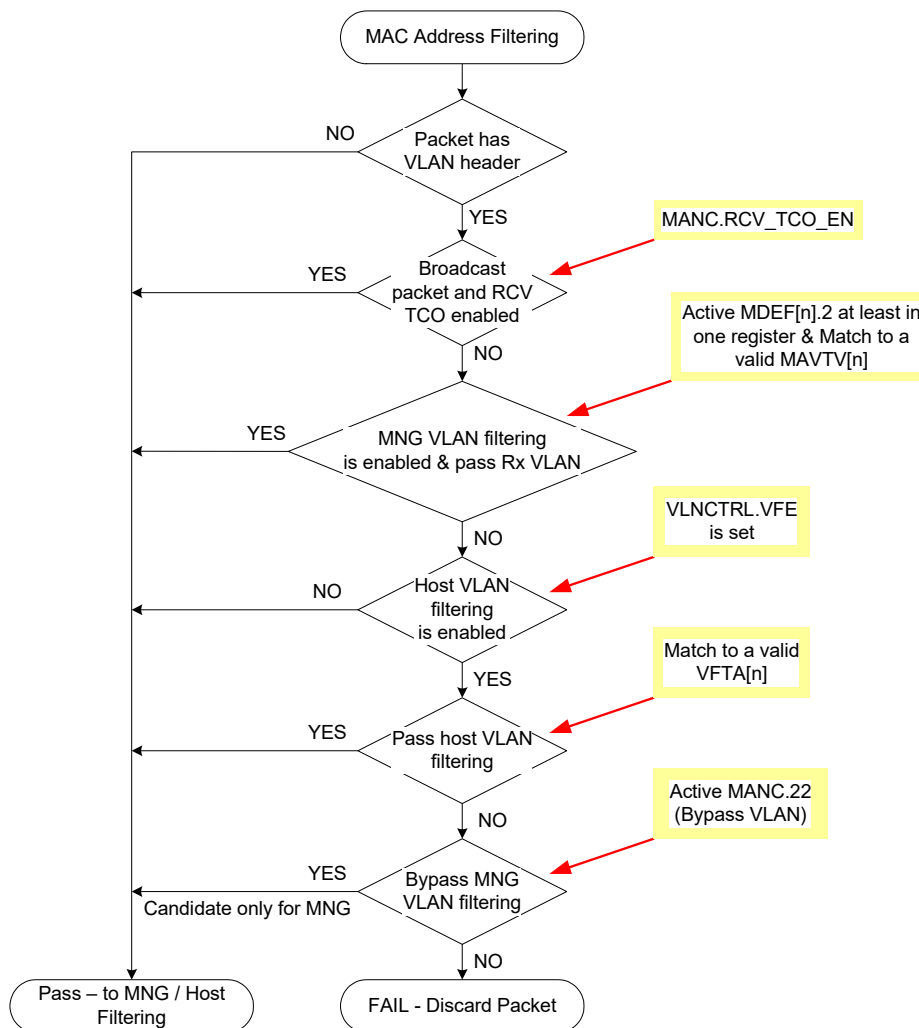 MAC Address Filtering
NO
Packet has
VLAN header
YES
MANC.RCV_TCO_EN
YES
Broadcast
packet and RCV
TCO enabled
Active MDEF[n].2 at least in
one register & Match to a
valid MAVTV[n]
NO
YES
MNG VLAN filtering
is enabled & pass Rx VLAN
VLNCTRL.VFE
is set
NO
NO
Host VLAN
filtering
is enabled
Match to a valid
VFTA[n]
YES
YES
Pass host VLAN
filtering
Active MANC.22
(Bypass VLAN)
NO
YES
Bypass MNG
VLAN filtering
Candidate only for MNG
NO
Pass – to MNG / Host
Filtering
FAIL - Discard Packet